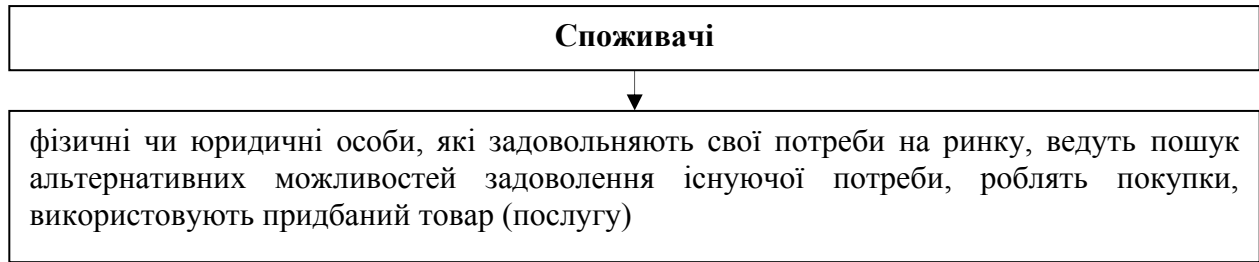 Споживачі
фізичні чи юридичні особи, які задовольняють свої потреби на ринку, ведуть пошук
альтернативних можливостей задоволення існуючої потреби, роблять покупки,
використовують придбаний товар (послугу)